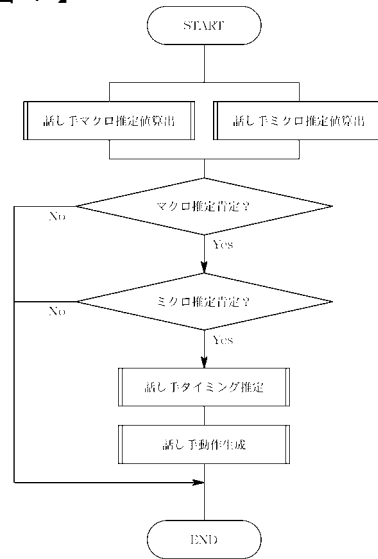 START
話し手マクロ推定値算出
話し手ミクロ推定値算出
マクロ推定肯定？
No
Yes
ミクロ推定肯定？
No
Yes
話し手タイミング推定
話し手動作生成
END